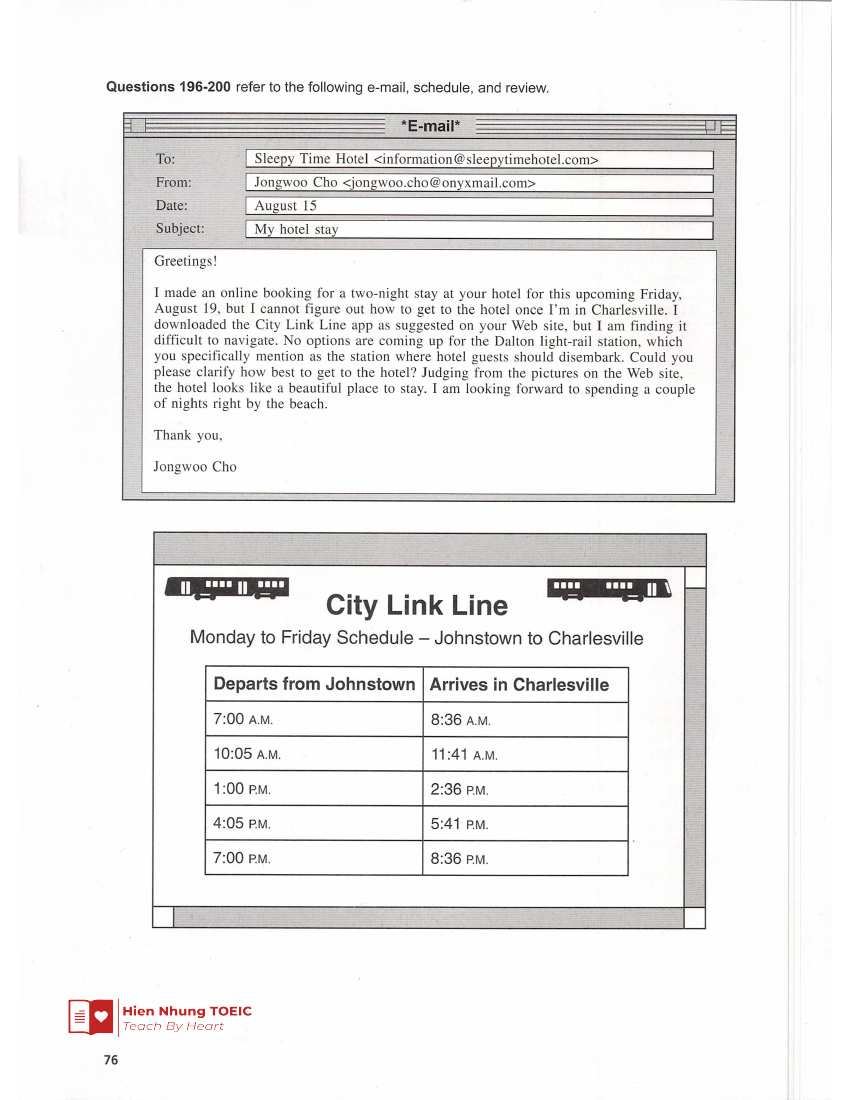 Questions 196-200 refer to the following e-mail, schedule, and review.
*E-mail*
To: Sleepy Time Hotel <information@sleepytimehotel.com>
From: Jongwoo Cho <jongwoo.cho@onyxmail.com>
Date: August 15
Subject: My hotel stay
Greetings!
I made an online booking for a two-night stay at your hotel for this upcoming Friday,
August 19, but I cannot figure out how to get to the hotel once I'm in Charlesville. I
downloaded the City Link Line app as suggested on your Web site, but I am finding it
difficult to navigate. No options are coming up for the Dalton light-rail station, which
you specifically mention as the station where hotel guests should disembark. Could you
please clarify how best to get to the hotel? Judging from the pictures on the Web site,
the hotel looks like a beautiful place to stay. I am looking forward to spending a couple
of nights right by the beach.
Thank you,
Jongwoo Cho
City Link Line
Monday to Friday Schedule – Johnstown to Charlesville
Departs from Johnstown Arrives in Charlesville
7:00 A.M. 8:36 A.M.
10:05 A.M. 11:41 A.M.
1:00 P.M. 2:36 P.M.
4:05 P.M. 5:41 P.M.
7:00 P.M. 8:36 P.M.
Hien Nhung TOEIC
Teach By Heart
76